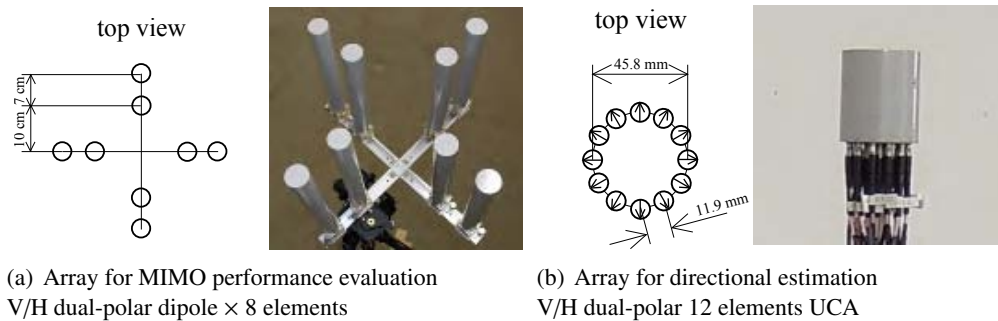 top view
7 cm
10 cm
(a) Array for MIMO performance evaluation
V/H dual-polar dipole × 8 elements
top view
45.8 mm
11.9 mm
(b) Array for directional estimation
V/H dual-polar 12 elements UCA